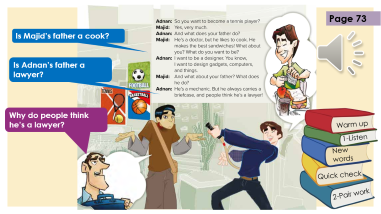 Page 73
Is Majid's father a cook?
Is Adnan's father a
lawyer?
Why do people think
he's a lawyer?
Adnan: So you want to become a tennis player?
Majid: Yes, very much.
Adnan: And what does your father do?
Majid: He's a doctor, but he likes to cook. He
makes the best sandwiches! What about
you? What do you want to be?
Adnan: I want to be a designer. You know,
I want to design gadgets, computers,
and things.
Majid: And what about your father? What does
he do?
Adnan: He's a mechanic. But he always carries a
briefcase, and people think he's a lawyer!
FOOTBALL
BASKETBALL
Warm up
1-Listen
New
words
Quick check
2-Pair work